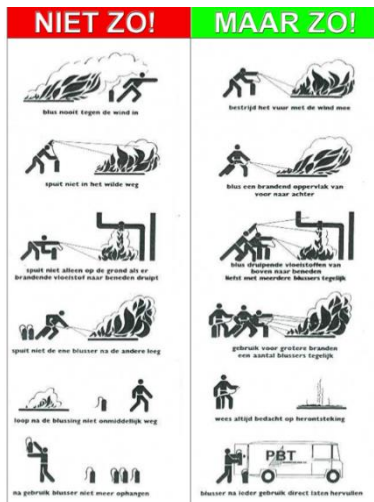 NIET ZO!
MAAR ZO!
blus nooit tegen de wind in
bestrijd het vuur met de wind mee
spuit niet in het wilde weg
blus een brandend oppervlak van
voor naar achter
spuit niet alleen op de grond als er
brandende vloeistof naar beneden druipt
blus druipende vloeistoffen van
boven naar beneden
liefst met meerdere blussers tegelijk
spuit niet de ene blusser na de andere leeg
gebruik voor grotere branden
een aantal blussers tegelijk
loop na de blussing niet onmiddellijk weg
wees altijd bedacht op herontsteking
na gebruik blusser niet meer ophangen
PBT
blusser na ieder gebruik direct laten hervullen